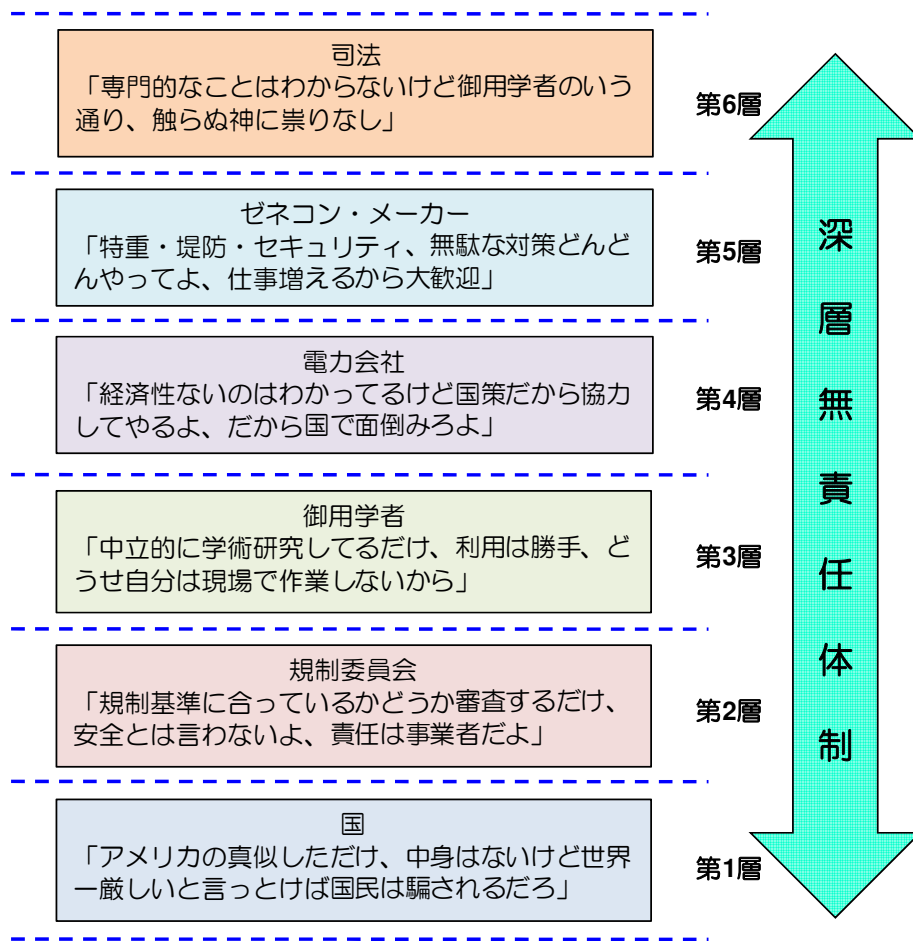 司法
「専門的なことはわからないけど御用学者のいう
通り、触らぬ神に祟りなし」
第6層
ゼネコン・メーカー
「特重・堤防・セキュリティ、無駄な対策どんど
んやってよ、仕事増えるから大歓迎」
第5層
電力会社
「経済性ないのはわかってるけど国策だから協力
してやるよ、だから国で面倒みろよ」
第4層
御用学者
「中立的に学術研究してるだけ、利用は勝手、ど
うせ自分は現場で作業しないから」
第3層
規制委員会
「規制基準に合っているかどうか審査するだけ、
安全とは言わないよ、責任は事業者だよ」
第2層
国
「アメリカの真似しただけ、中身はないけど世界
一厳しいと言っとけば国民は騙されるだろ」
第1層
深層無責任体制